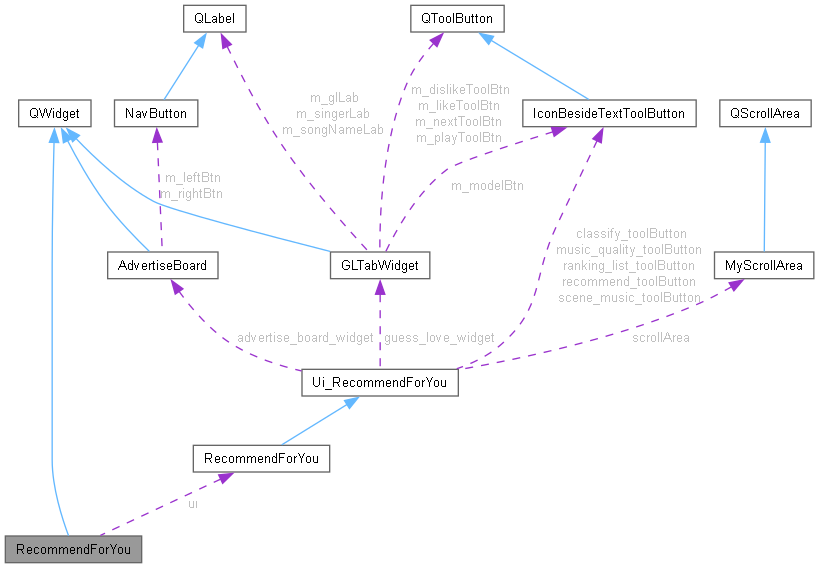 QLabel
QToolButton
m_glLab
m_singerLab
m_songNameLab
m_dislikeToolBtn
m_likeToolBtn
m_nextToolBtn
m_playToolBtn
QWidget
NavButton
IconBesideTextToolButton
QScrollArea
m_leftBtn
m_rightBtn
m_modelBtn
classify_toolButton
music_quality_toolButton
ranking_list_toolButton
recommend_toolButton
scene_music_toolButton
AdvertiseBoard
GLTabWidget
MyScrollArea
advertise_board_widget
guess_love_widget
scrollArea
Ui_RecommendForYou
RecommendForYou
ui
RecommendForYou